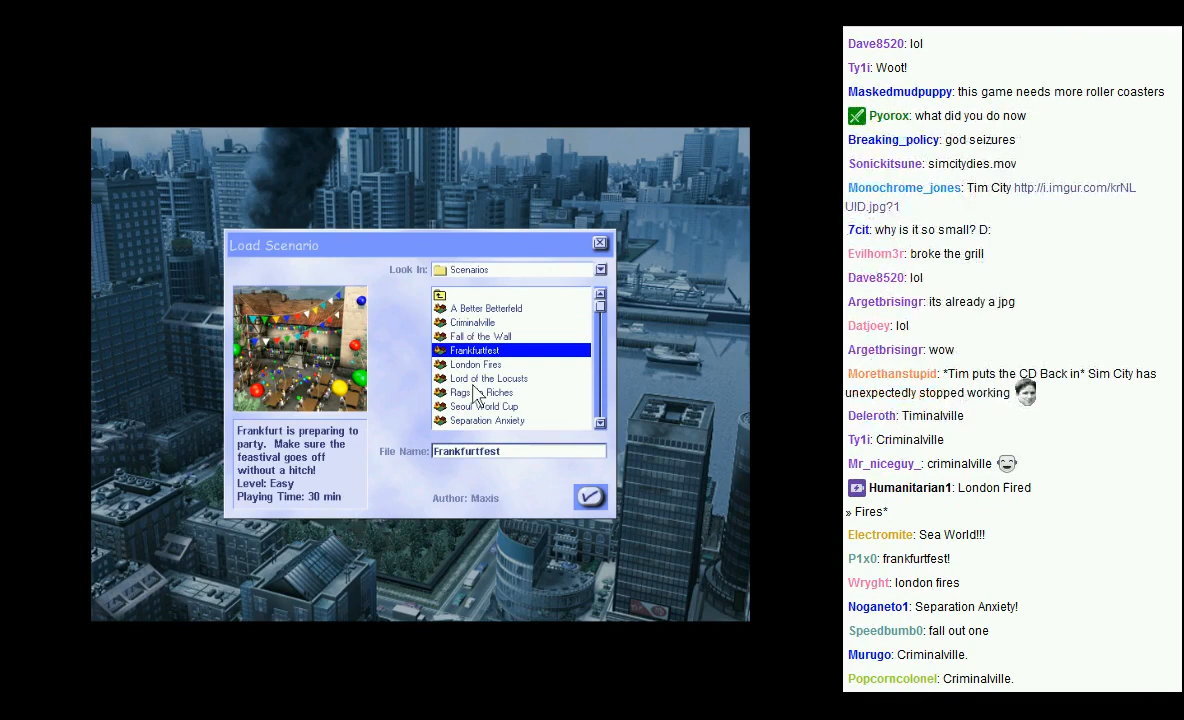 Load Scenario
Look In: Scenarios
A Better Betterfeld
Criminalville
Fall of the Wall
Frankfurtfest
London Fires
Lord of the Locusts
Rags Riches
Seoul World Cup
Separation Anxiety
Frankfurt is preparing to
party. Make sure the
feastival goes off
without a hitch!
Level: Easy
Playing Time: 30 min
File Name: Frankfurtfest
Author: Maxis
Dave8520: lol
Ty1i: Woot!
Maskedmudpuppy: this game needs more roller coasters
Pyorox: what did you do now
Breaking_policy: god seizures
Sonickitsune: simcitydies.mov
Monochrome_jones: Tim City http://i.imgur.com/krNL
UID.jpg?1
7cit: why is it so small? D:
Evilhom3r: broke the grill
Dave8520: lol
Argetbrisingr: its already a jpg
Datjoey: lol
Argetbrisingr: wow
Morethanstupid: *Tim puts the CD Back in* Sim City has
unexpectedly stopped working
Deleroth: Timinalville
Ty1i: Criminalville
Mr_niceguy_: criminalville
Humanitarian1: London Fired
» Fires*
Electromite: Sea World!!!
P1x0: frankfurtfest!
Wryght: london fires
Noganeto1: Separation Anxiety!
Speedbumb0: fall out one
Murugo: Criminalville.
Popcorncolonel: Criminalville.